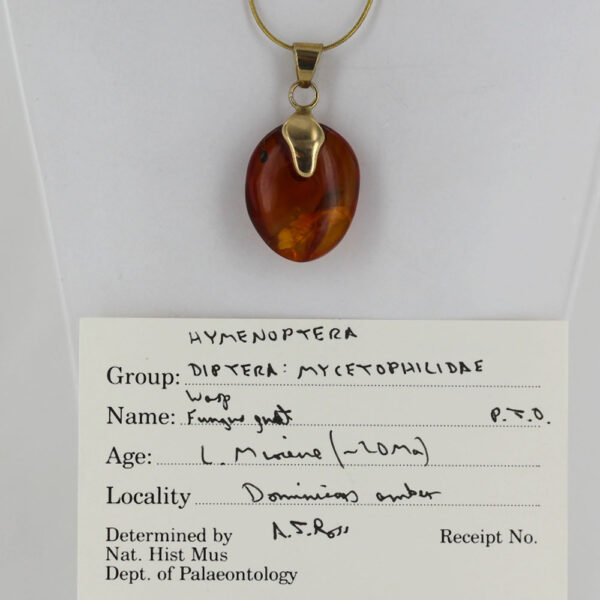 HYMENOPTERA
Group: DIPTERA: MYCETOPHILIDAE
Wasp
Name: Fungus gnat P.T.O.
Age: L. Miocene (~20Ma)
Locality Dominican amber
Determined by A.J.Ross Receipt No.
Nat. Hist Mus
Dept. of Palaeontology